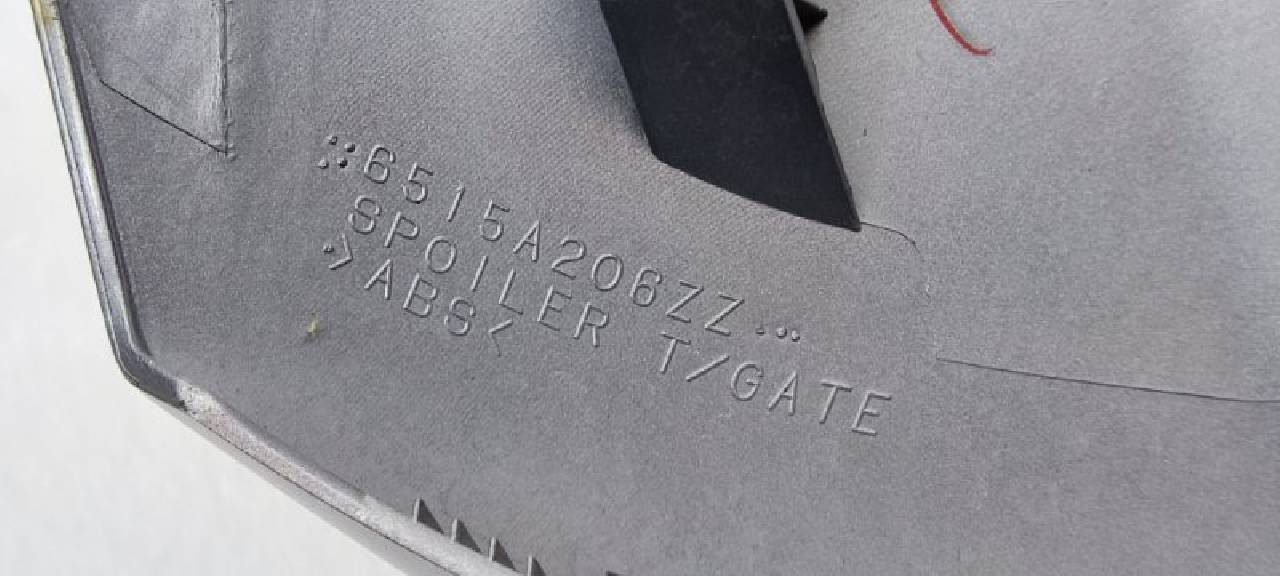 6515A206ZZ...
SPOILER T/GATE
>ABS<